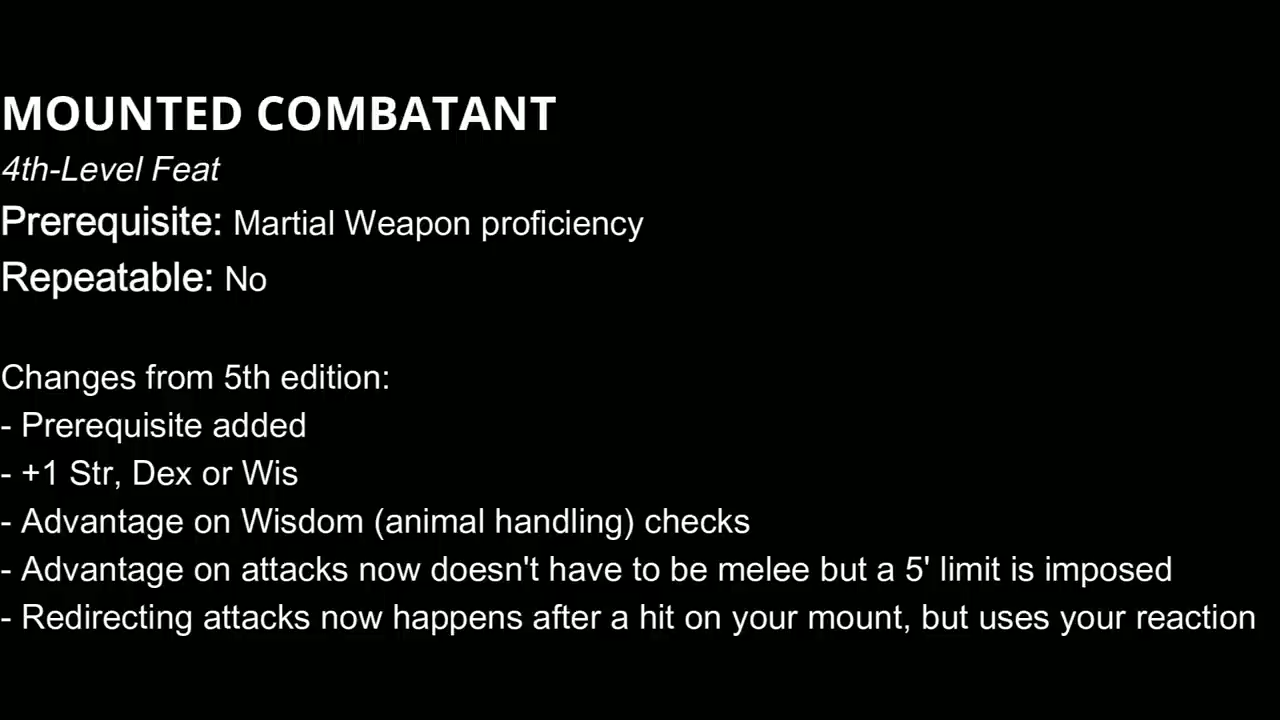 MOUNTED COMBATANT
4th-Level Feat
Prerequisite: Martial Weapon proficiency
Repeatable: No
Changes from 5th edition:
- Prerequisite added
- +1 Str, Dex or Wis
- Advantage on Wisdom (animal handling) checks
- Advantage on attacks now doesn't have to be melee but a 5' limit is imposed
- Redirecting attacks now happens after a hit on your mount, but uses your reaction